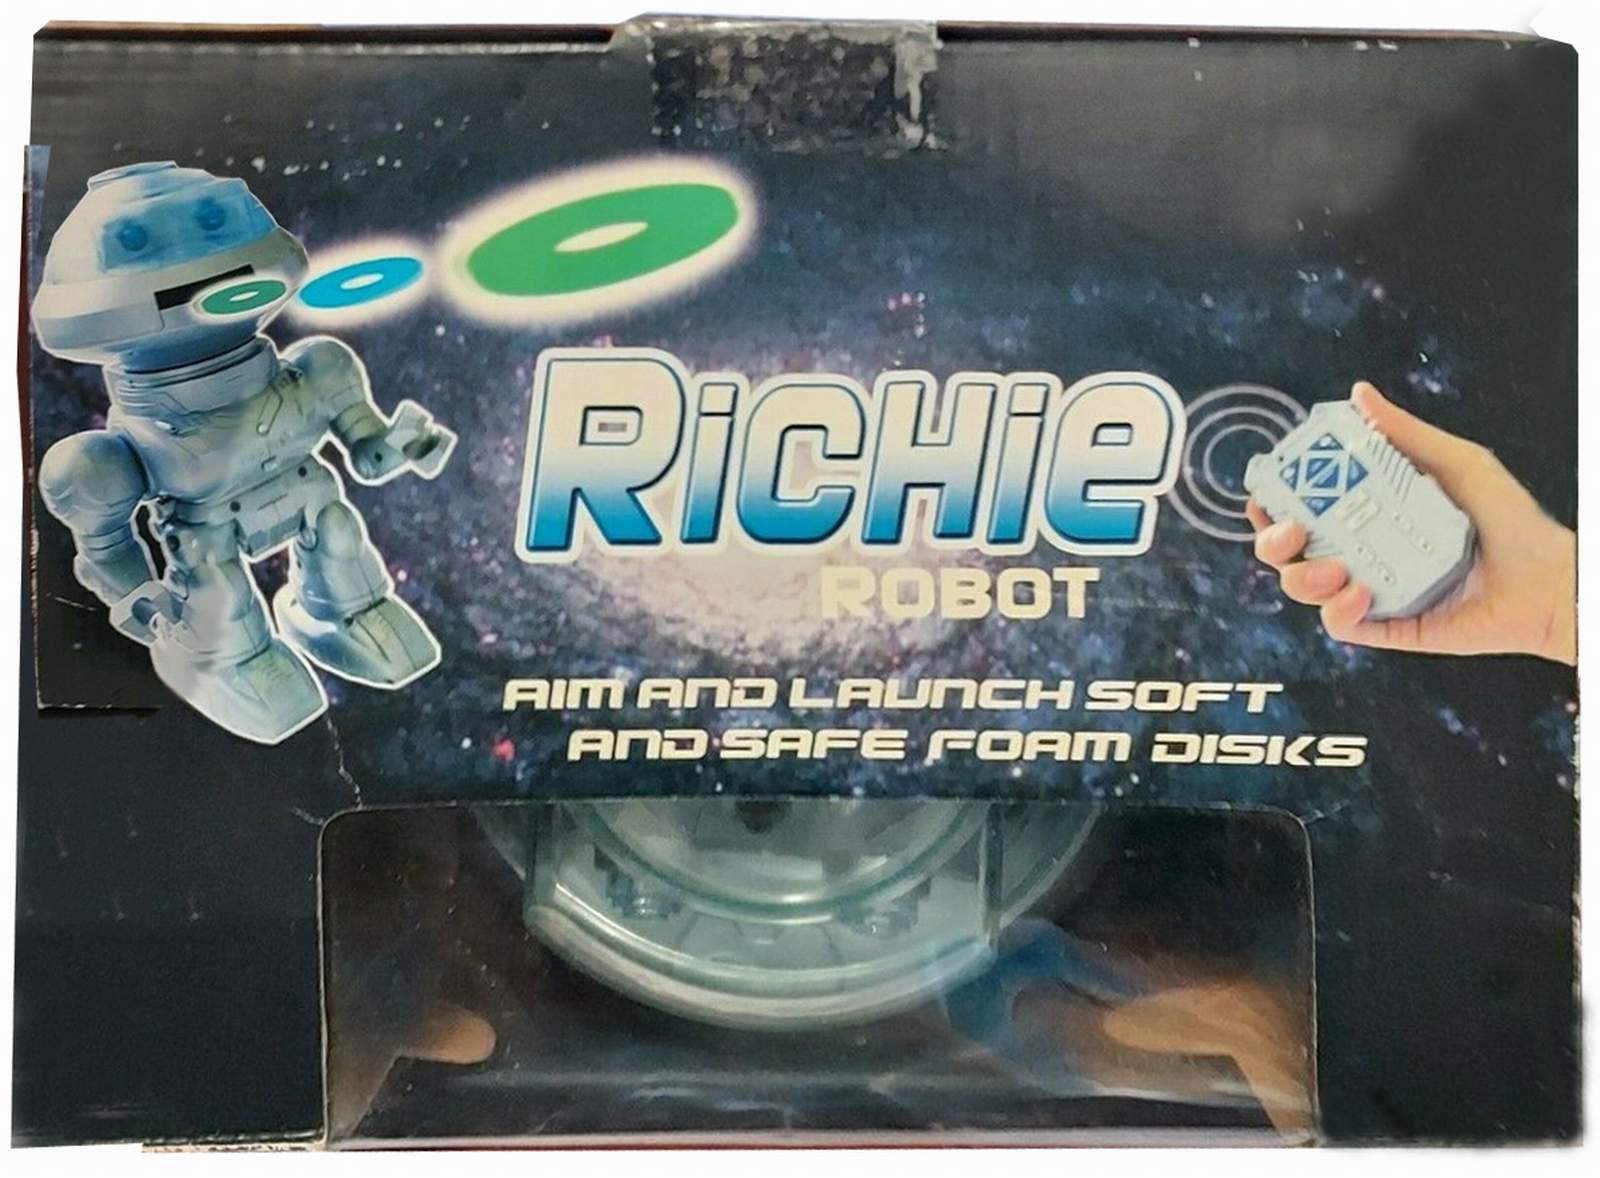 RiCHie
ROBOT
AIM AND LAUNCH SOFT
AND SAFE FOAM DISKS